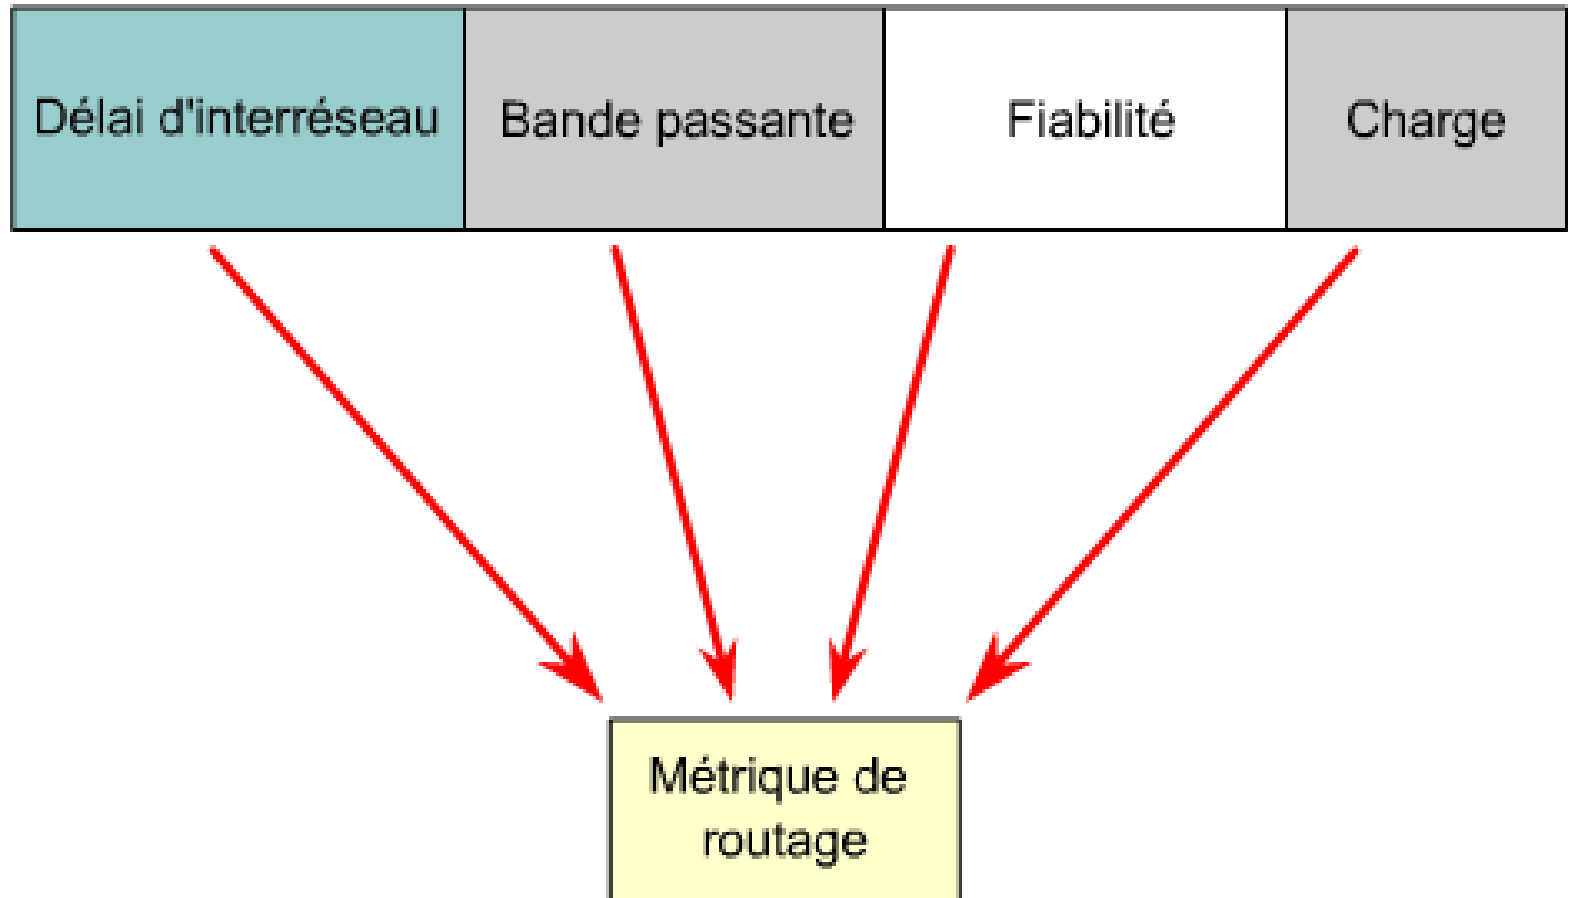 Délai d'interréseau
Bande passante
Fiabilité
Charge
Métrique de
routage